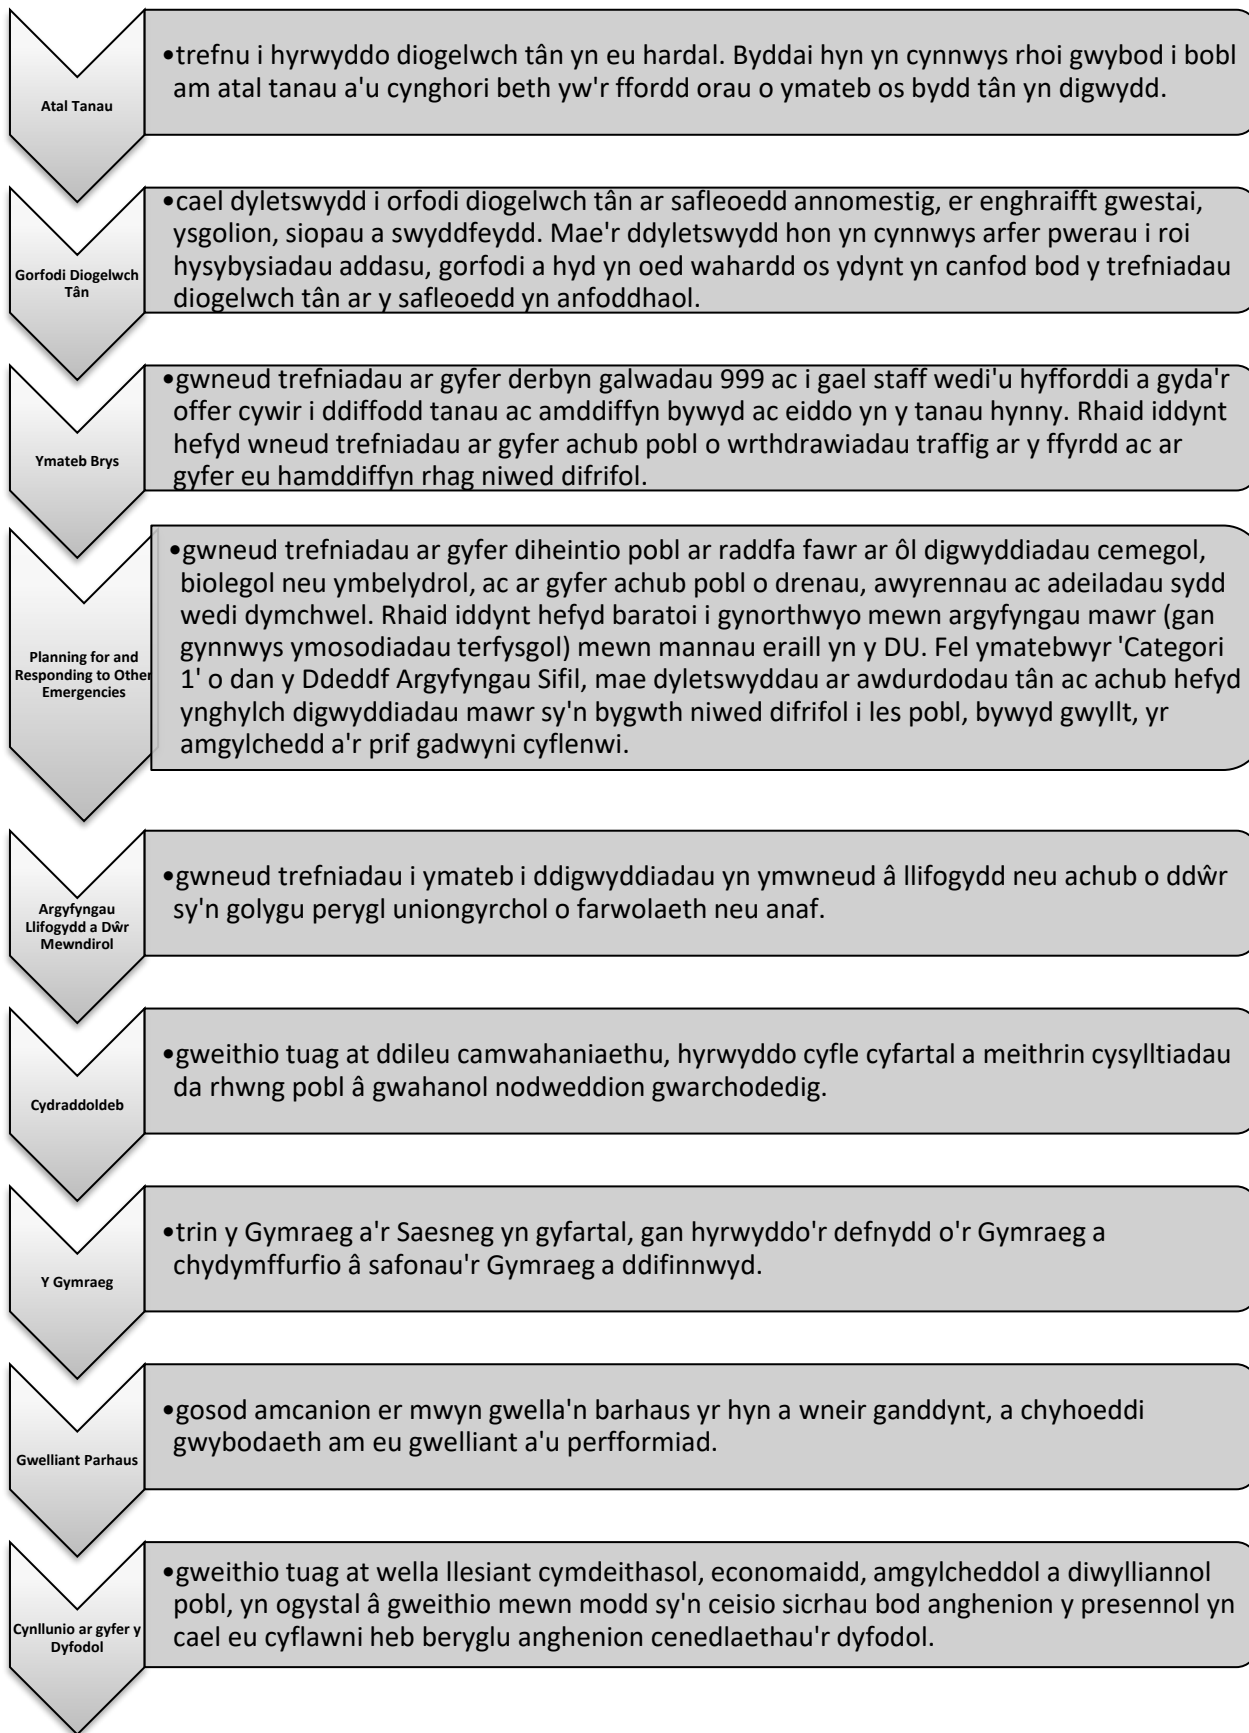 Atal Tanau
•trefnu i hyrwyddo diogelwch tân yn eu hardal. Byddai hyn yn cynnwys rhoi gwybod i bobl
am atal tanau a'u cynghori beth yw'r ffordd orau o ymateb os bydd tân yn digwydd.
Gorfodi Diogelwch
Tân
•cael dyletswydd i orfodi diogelwch tân ar safleoedd annomestig, er enghraifft gwestai,
ysgolion, siopau a swyddfeydd. Mae'r ddyletswydd hon yn cynnwys arfer pwerau i roi
hysybysiadau addasu, gorfodi a hyd yn oed wahardd os ydynt yn canfod bod y trefniadau
diogelwch tân ar y safleoedd yn anfoddhaol.
Ymateb Brys
•gwneud trefniadau ar gyfer derbyn galwadau 999 ac i gael staff wedi'u hyfforddi a gyda'r
offer cywir i ddiffodd tanau ac amddiffyn bywyd ac eiddo yn y tanau hynny. Rhaid iddynt
hefyd wneud trefniadau ar gyfer achub pobl o wrthdrawiadau traffig ar y ffyrdd ac ar
gyfer eu hamddiffyn rhag niwed difrifol.
Planning for and
Responding to Other
Emergencies
•gwneud trefniadau ar gyfer diheintio pobl ar raddfa fawr ar ôl digwyddiadau cemegol,
biolegol neu ymbelydrol, ac ar gyfer achub pobl o drenau, awyrennau ac adeiladau sydd
wedi dymchwel. Rhaid iddynt hefyd baratoi i gynorthwyo mewn argyfyngau mawr (gan
gynnwys ymosodiadau terfysgol) mewn mannau eraill yn y DU. Fel ymatebwyr 'Categori
1' o dan y Ddeddf Argyfyngau Sifil, mae dyletswyddau ar awdurdodau tân ac achub hefyd
ynghylch digwyddiadau mawr sy'n bygwth niwed difrifol i les pobl, bywyd gwyllt, yr
amgylchedd a'r prif gadwyni cyflenwi.
Argyfyngau
Llifogŷdd a Dŵr
Mewndirol
•gwneud trefniadau i ymateb i ddigwyddiadau yn ymwneud â llifogydd neu achub o ddŵr
sy'n golygu perygl uniongyrchol o farwolaeth neu anaf.
Cydraddoldeb
•gweithio tuag at ddileu camwahaniaethu, hyrwyddo cyfle cyfartal a meithrin cysylltiadau
da rhwng pobl â gwahanol nodweddion gwarchodedig.
Y Gymraeg
•trin y Gymraeg a'r Saesneg yn gyfartal, gan hyrwyddo'r defnydd o'r Gymraeg a
chydymffurfio â safonau'r Gymraeg a ddifinnwyd.
Gwelliant Parhaus
•gosod amcanion er mwyn gwella'n barhaus yr hyn a wneir ganddynt, a chyhoeddi
gwybodaeth am eu gwelliant a'u perfformiad.
Cynllunio ar gyfer y
Dyfodol
•gweithio tuag at wella llesiant cymdeithasol, economaidd, amgylcheddol a diwylliannol
pobl, yn ogystal â gweithio mewn modd sy'n ceisio sicrhau bod anghenion y presennol yn
cael eu cyflawni heb beryglu anghenion cenedlaethau'r dyfodol.